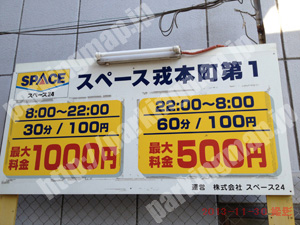 SPACE
スペース24
スペース戎本町第1
8:00～22:00
30分/100円
最大料金 1000円
22:00～8:00
60分/100円
最大料金 500円
運営 株式会社 スペース24